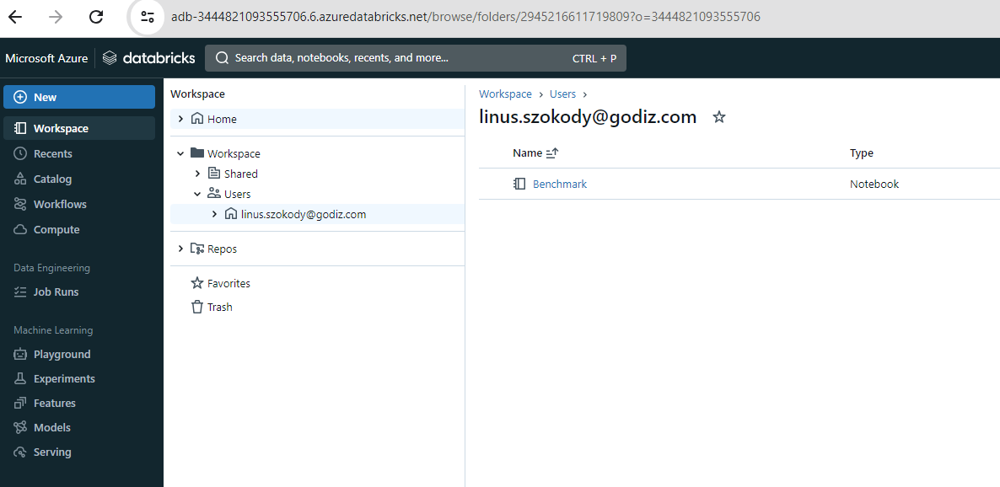 adb-3444821093555706.6.azuredatabricks.net/browse/folders/2945216611719809?o=3444821093555706
Microsoft Azure databricks Search data, notebooks, recents, and more... CTRL + P
New
Workspace
Recents
Catalog
Workflows
Compute
Data Engineering
Job Runs
Machine Learning
Playground
Experiments
Features
Models
Serving
Workspace
Home
Workspace
Shared
Users
linus.szokody@godiz.com
Repos
Favorites
Trash
Workspace > Users >
linus.szokody@godiz.com
Name Type
Benchmark Notebook